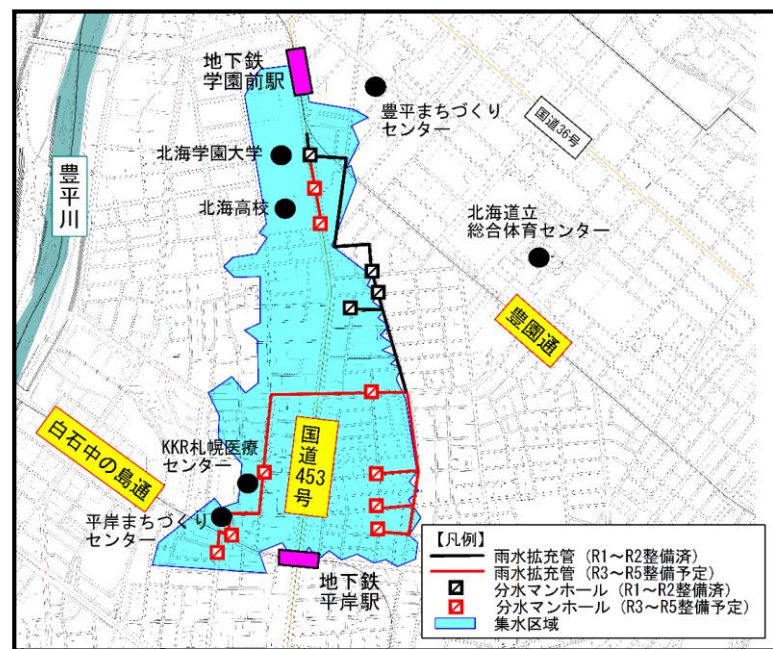 地下鉄
学園前駅
豊平まちづくり
センター
国道36号
北海学園大学
豊平川
北海高校
北海道立
総合体育センター
豊園通
白石中の島通
KKR札幌医療
センター
国道
453
号
平岸まちづくり
センター
地下鉄
平岸駅
【凡例】
雨水拡充管（R1～R2整備済）
雨水拡充管（R3～R5整備予定）
分水マンホール（R1～R2整備済）
分水マンホール（R3～R5整備予定）
集水区域